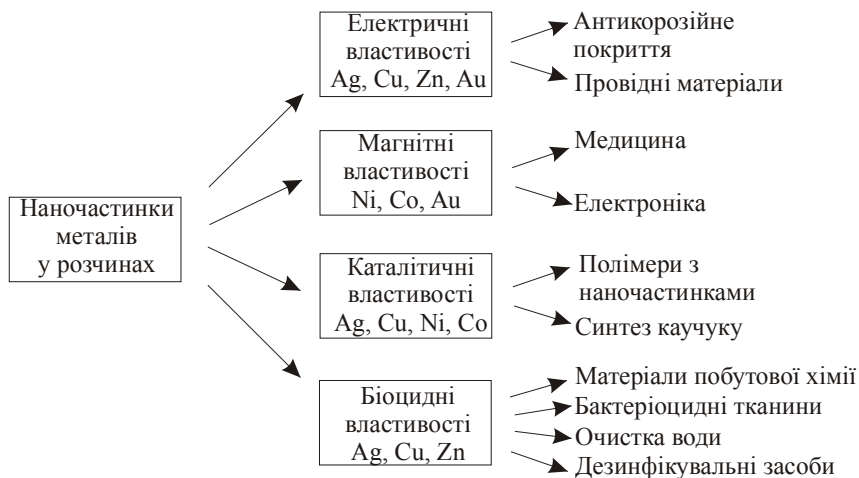 Наночастинки
металів
у розчинах
Електричні
властивості
Ag, Cu, Zn, Au
Антикорозійне
покриття
Провідні матеріали
Магнітні
властивості
Ni, Co, Au
Медицина
Електроніка
Каталітичні
властивості
Ag, Cu, Ni, Co
Полімери з
наночастинками
Синтез каучуку
Біоцидні
властивості
Ag, Cu, Zn
Матеріали побутової хімії
Бактеріоцидні тканини
Очистка води
Дезинфікувальні засоби